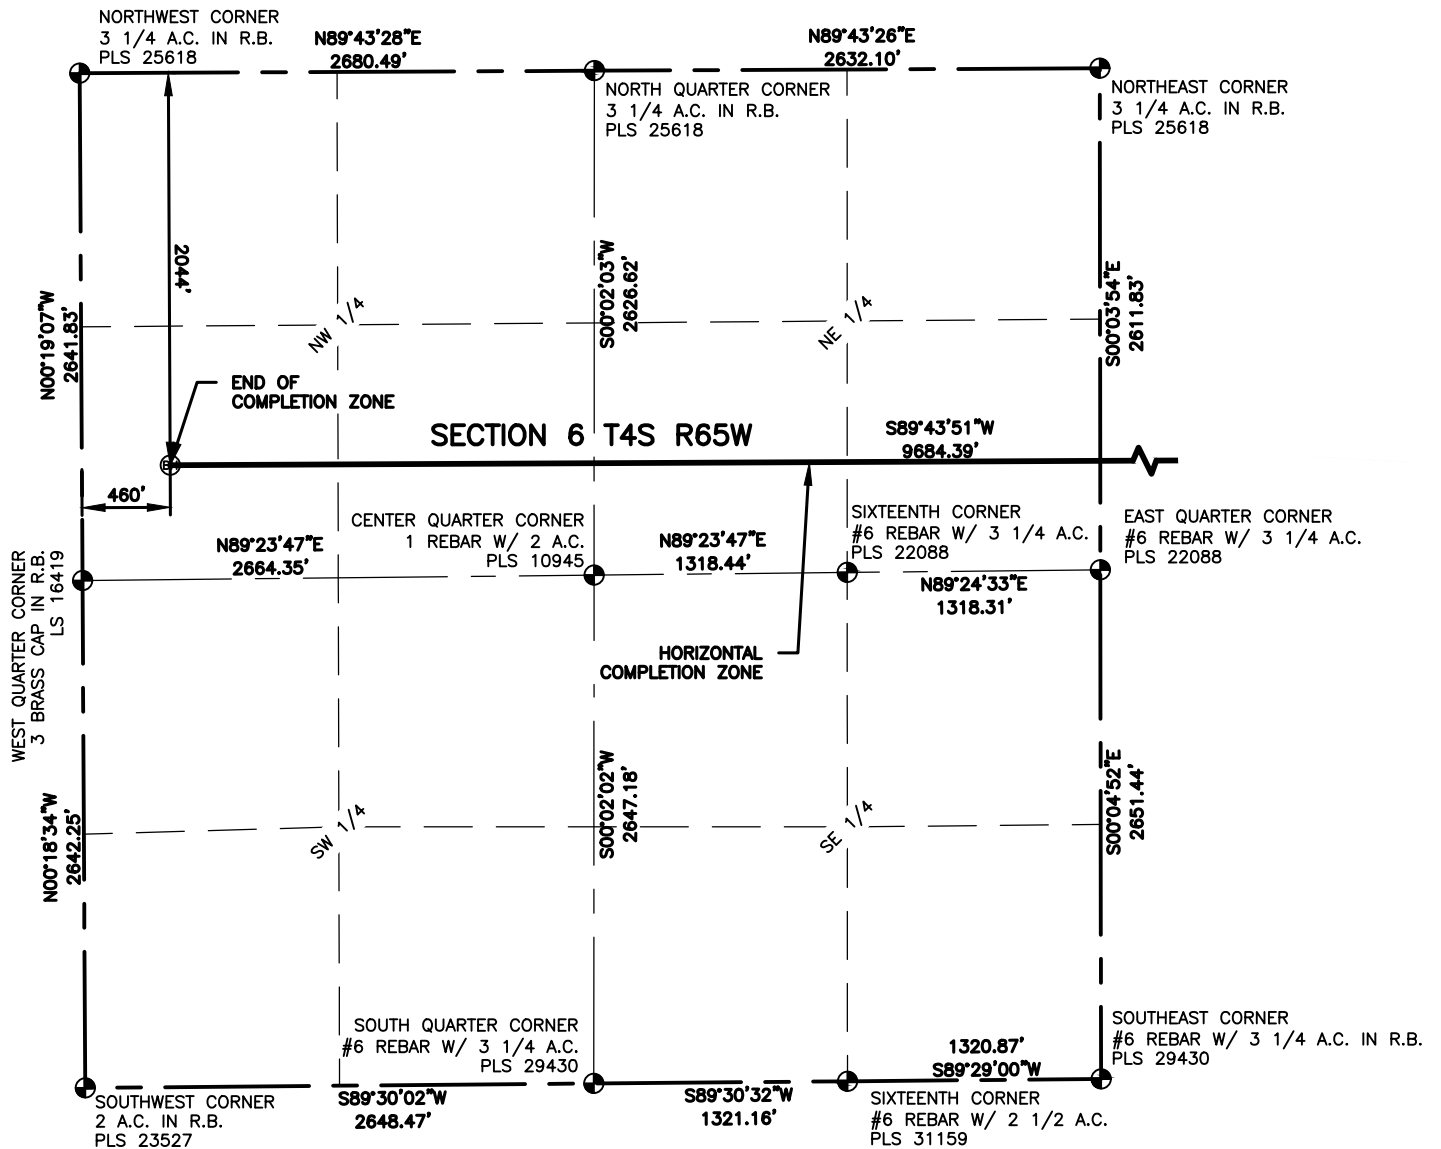 NORTHWEST CORNER
3 1/4 A.C. IN R.B.
PLS 25618
N89°43'28"E
2680.49'
N89°43'26"E
2632.10'
NORTH QUARTER CORNER
3 1/4 A.C. IN R.B.
PLS 25618
NORTHEAST CORNER
3 1/4 A.C. IN R.B.
PLS 25618
2044'
N00°19'07"W
2641.83'
NW 1/4
S00°02'03"W
2626.62'
NE 1/4
S00°03'54"E
2611.83'
END OF
COMPLETION ZONE
SECTION 6 T4S R65W
S89°43'51"W
9684.39'
460'
CENTER QUARTER CORNER
1 REBAR W/ 2 A.C.
PLS 10945
N89°23'47"E
2664.35'
N89°23'47"E
1318.44'
SIXTEENTH CORNER
#6 REBAR W/ 3 1/4 A.C.
PLS 22088
EAST QUARTER CORNER
#6 REBAR W/ 3 1/4 A.C.
PLS 22088
N89°24'33"E
1318.31'
WEST QUARTER CORNER
3 BRASS CAP IN R.B.
LS 16419
HORIZONTAL
COMPLETION ZONE
N00°18'34"W
2642.25'
SW 1/4
S00°02'02"W
2647.18'
SE 1/4
S00°04'52"E
2651.44'
SOUTH QUARTER CORNER
#6 REBAR W/ 3 1/4 A.C.
PLS 29430
1320.87'
S89°29'00"W
SOUTHEAST CORNER
#6 REBAR W/ 3 1/4 A.C. IN R.B.
PLS 29430
SOUTHWEST CORNER
2 A.C. IN R.B.
PLS 23527
S89°30'02"W
2648.47'
S89°30'32"W
1321.16'
SIXTEENTH CORNER
#6 REBAR W/ 2 1/2 A.C.
PLS 31159